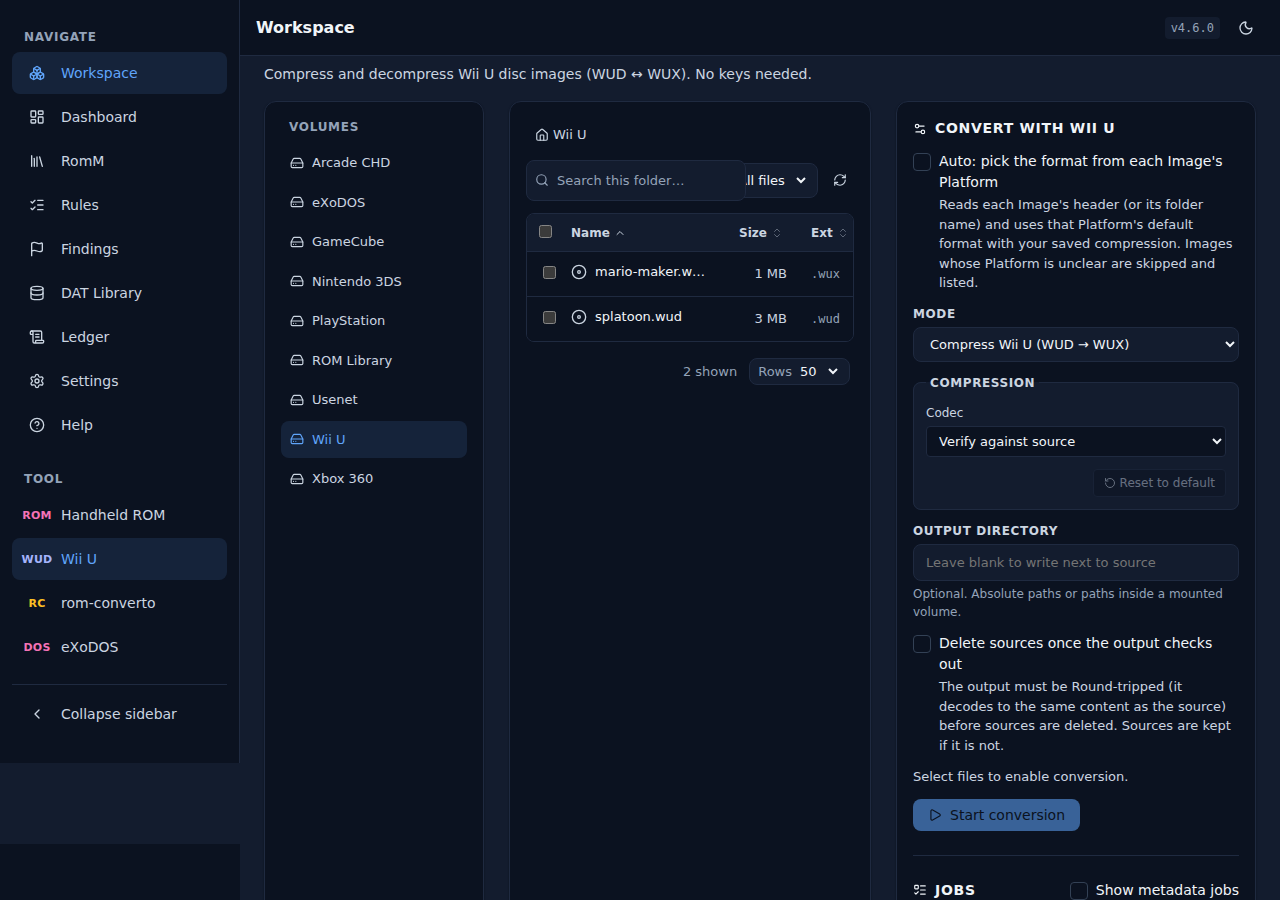 NAVIGATE
Workspace
Dashboard
RomM
Rules
Findings
DAT Library
Ledger
Settings
Help
TOOL
ROM Handheld ROM
WUD Wii U
RC rom-converto
DOS eXoDOS
Collapse sidebar
Workspace
v4.6.0
Compress and decompress Wii U disc images (WUD ↔ WUX). No keys needed.
VOLUMES
Arcade CHD
eXoDOS
GameCube
Nintendo 3DS
PlayStation
ROM Library
Usenet
Wii U
Xbox 360
Wii U
Search this folder…
ll files
Name Size Ext
mario-maker.w… 1 MB .wux
splatoon.wud 3 MB .wud
2 shown Rows 50
CONVERT WITH WII U
Auto: pick the format from each Image's
Platform
Reads each Image's header (or its folder
name) and uses that Platform's default
format with your saved compression. Images
whose Platform is unclear are skipped and
listed.
MODE
Compress Wii U (WUD → WUX)
COMPRESSION
Codec
Verify against source
Reset to default
OUTPUT DIRECTORY
Leave blank to write next to source
Optional. Absolute paths or paths inside a mounted
volume.
Delete sources once the output checks
out
The output must be Round-tripped (it
decodes to the same content as the source)
before sources are deleted. Sources are kept
if it is not.
Select files to enable conversion.
Start conversion
JOBS
Show metadata jobs